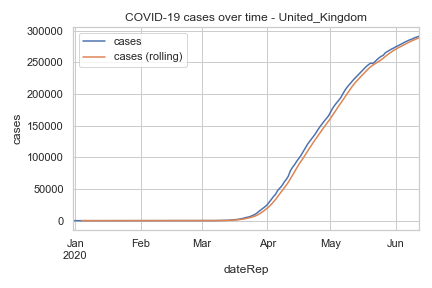 COVID-19 cases over time - United_Kingdom
cases
cases (rolling)
300000
250000
200000
150000
100000
50000
0
cases
Jan Feb Mar Apr May Jun
2020
dateRep